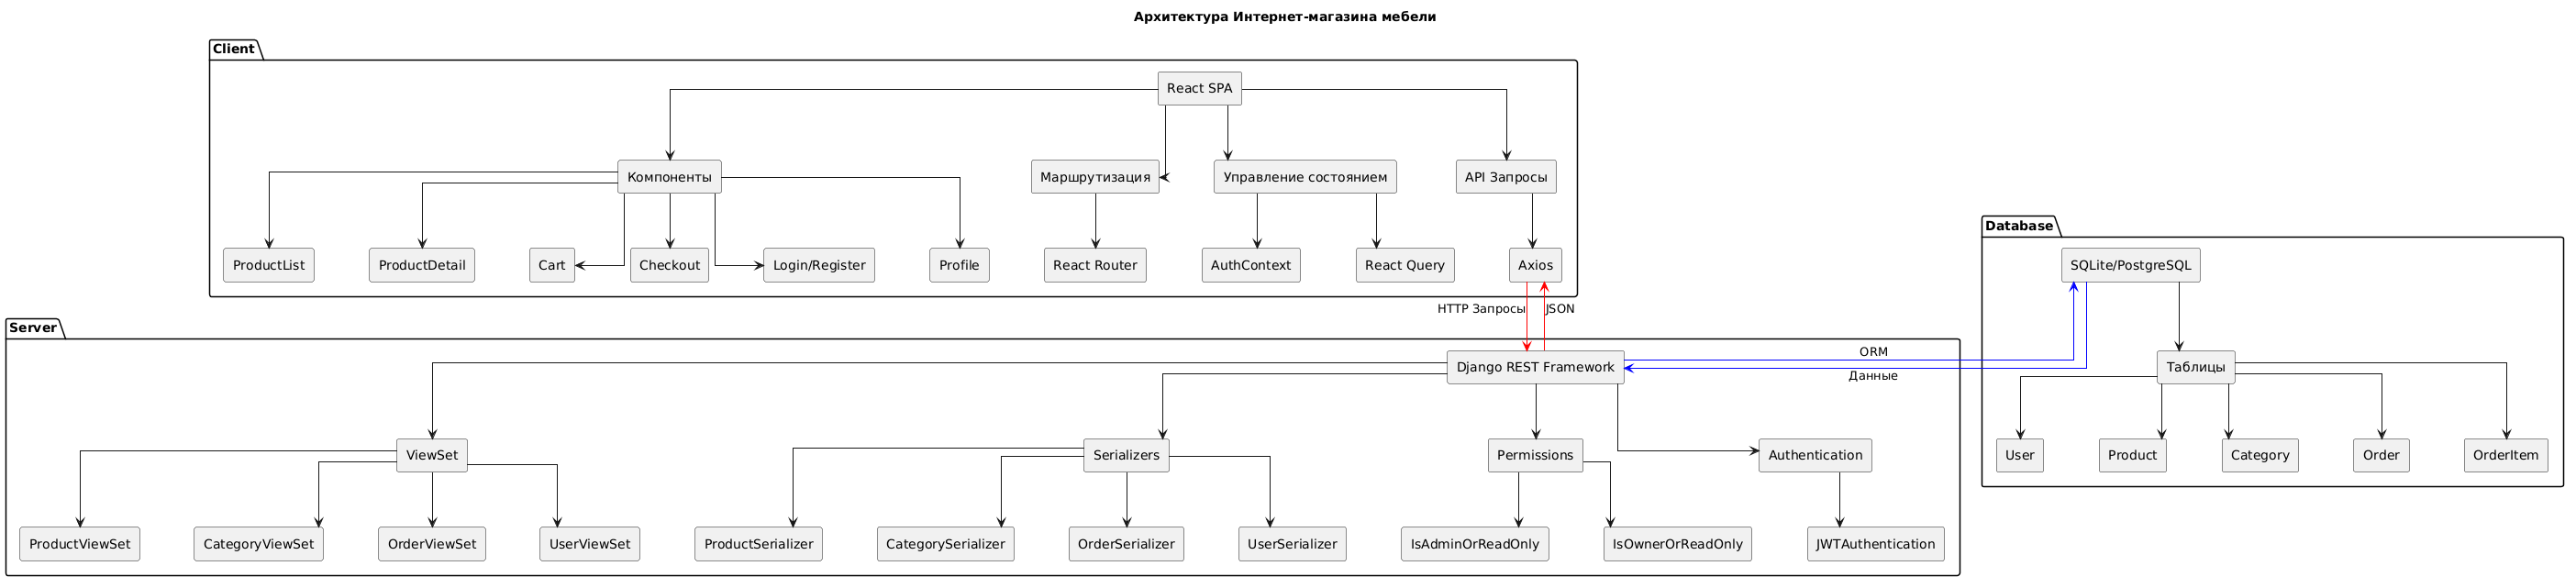 Архитектура Интернет-магазина мебели
Client
React SPA
Компоненты
Маршрутизация
Управление состоянием
API Запросы
ProductList
ProductDetail
Cart
Checkout
Login/Register
Profile
React Router
AuthContext
React Query
Axios
HTTP Запросы
JSON
Database
SQLite/PostgreSQL
Таблицы
User
Product
Category
Order
OrderItem
ORM
Данные
Server
Django REST Framework
ViewSet
Serializers
Permissions
Authentication
ProductViewSet
CategoryViewSet
OrderViewSet
UserViewSet
ProductSerializer
CategorySerializer
OrderSerializer
UserSerializer
IsAdminOrReadOnly
IsOwnerOrReadOnly
JWTAuthentication